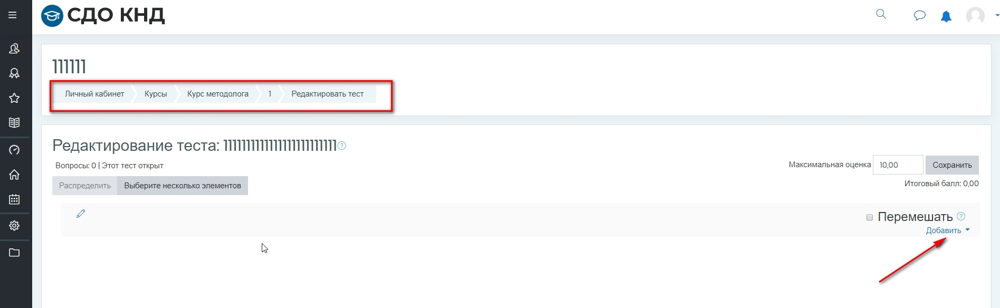 СДО КНД
111111
Личный кабинет Курсы Курс методолога 1 Редактировать тест
Редактирование теста: 1111111111111111111111111
Вопросы: 0 | Этот тест открыт
Максимальная оценка 10,00 Сохранить
Итоговый балл: 0,00
Распределить Выберите несколько элементов
Перемешать
Добавить